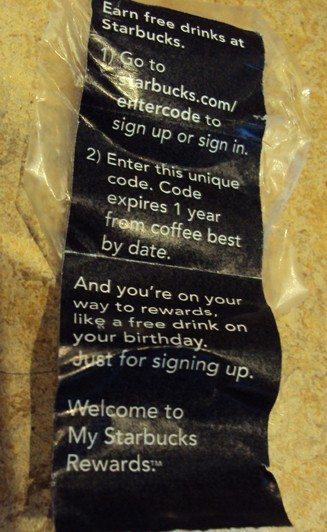 Earn free drinks at
Starbucks.
1) Go to
starbucks.com/
entercode to
sign up or sign in.
2) Enter this unique
code. Code
expires 1 year
from coffee best
by date.
And you're on your
way to rewards,
like a free drink on
your birthday.
Just for signing up.
Welcome to
My Starbucks
Rewards.™